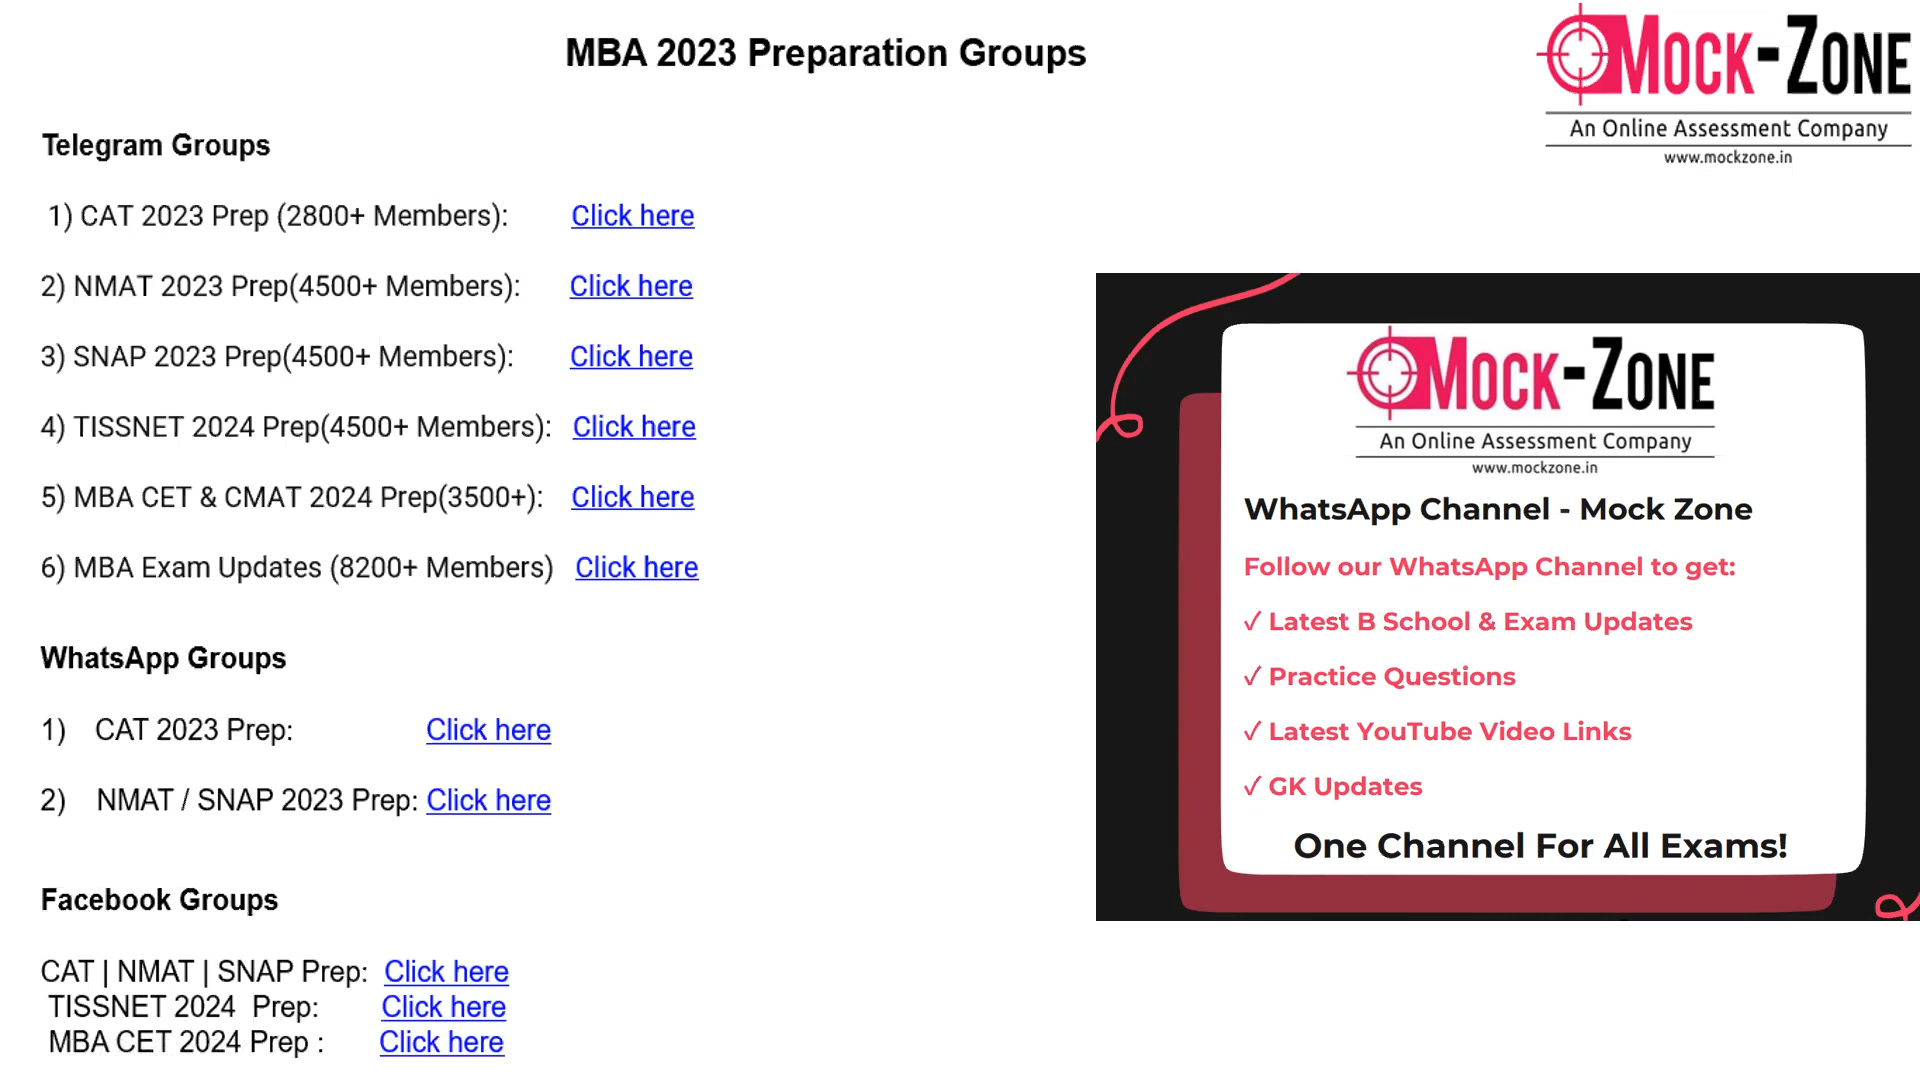 MBA 2023 Preparation Groups
MOCK-ZONE
An Online Assessment Company
www.mockzone.in
Telegram Groups
1) CAT 2023 Prep (2800+ Members): Click here
2) NMAT 2023 Prep(4500+ Members): Click here
3) SNAP 2023 Prep(4500+ Members): Click here
4) TISSNET 2024 Prep(4500+ Members): Click here
5) MBA CET & CMAT 2024 Prep(3500+): Click here
6) MBA Exam Updates (8200+ Members) Click here
WhatsApp Groups
1) CAT 2023 Prep: Click here
2) NMAT / SNAP 2023 Prep: Click here
Facebook Groups
CAT | NMAT | SNAP Prep: Click here
TISSNET 2024 Prep: Click here
MBA CET 2024 Prep : Click here
MOCK-ZONE
An Online Assessment Company
www.mockzone.in
WhatsApp Channel - Mock Zone
Follow our WhatsApp Channel to get:
✓ Latest B School & Exam Updates
✓ Practice Questions
✓ Latest YouTube Video Links
✓ GK Updates
One Channel For All Exams!